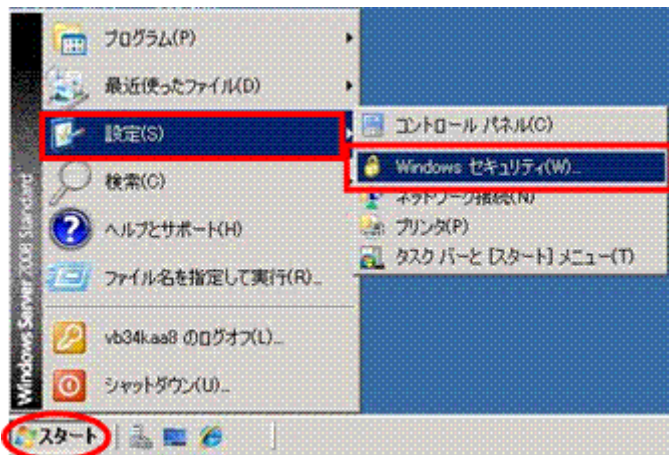 プログラム(P)
最近使ったファイル(D)
設定(S)
コントロール パネル(C)
Windows セキュリティ(W)...
ネットワーク接続(N)
プリンタ(P)
タスク バーと [スタート] メニュー(T)
検索(C)
ヘルプとサポート(H)
ファイル名を指定して実行(R)...
vb34kaa8 のログオフ(L)...
シャットダウン(U)...
Windows Server 2008 Standard
スタート